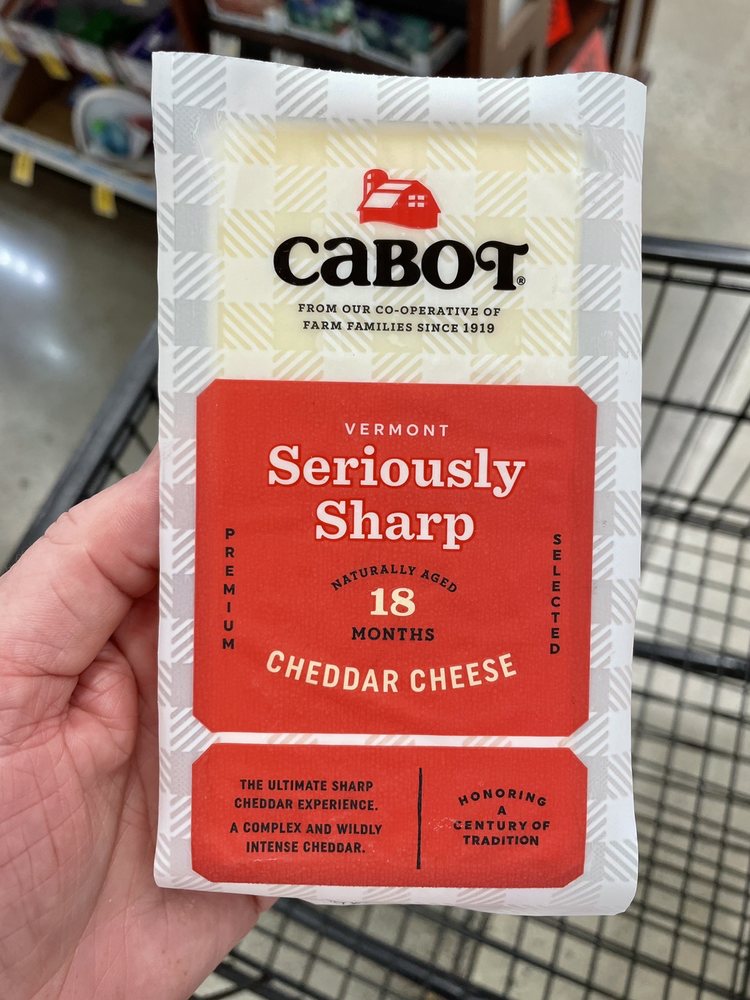 CABOT®
FROM OUR CO-OPERATIVE OF
FARM FAMILIES SINCE 1919
VERMONT
Seriously
Sharp
PREMIUM
NATURALLY AGED
18
MONTHS
SELECTED
CHEDDAR CHEESE
THE ULTIMATE SHARP
CHEDDAR EXPERIENCE.
A COMPLEX AND WILDLY
INTENSE CHEDDAR.
HONORING
A
CENTURY OF
TRADITION